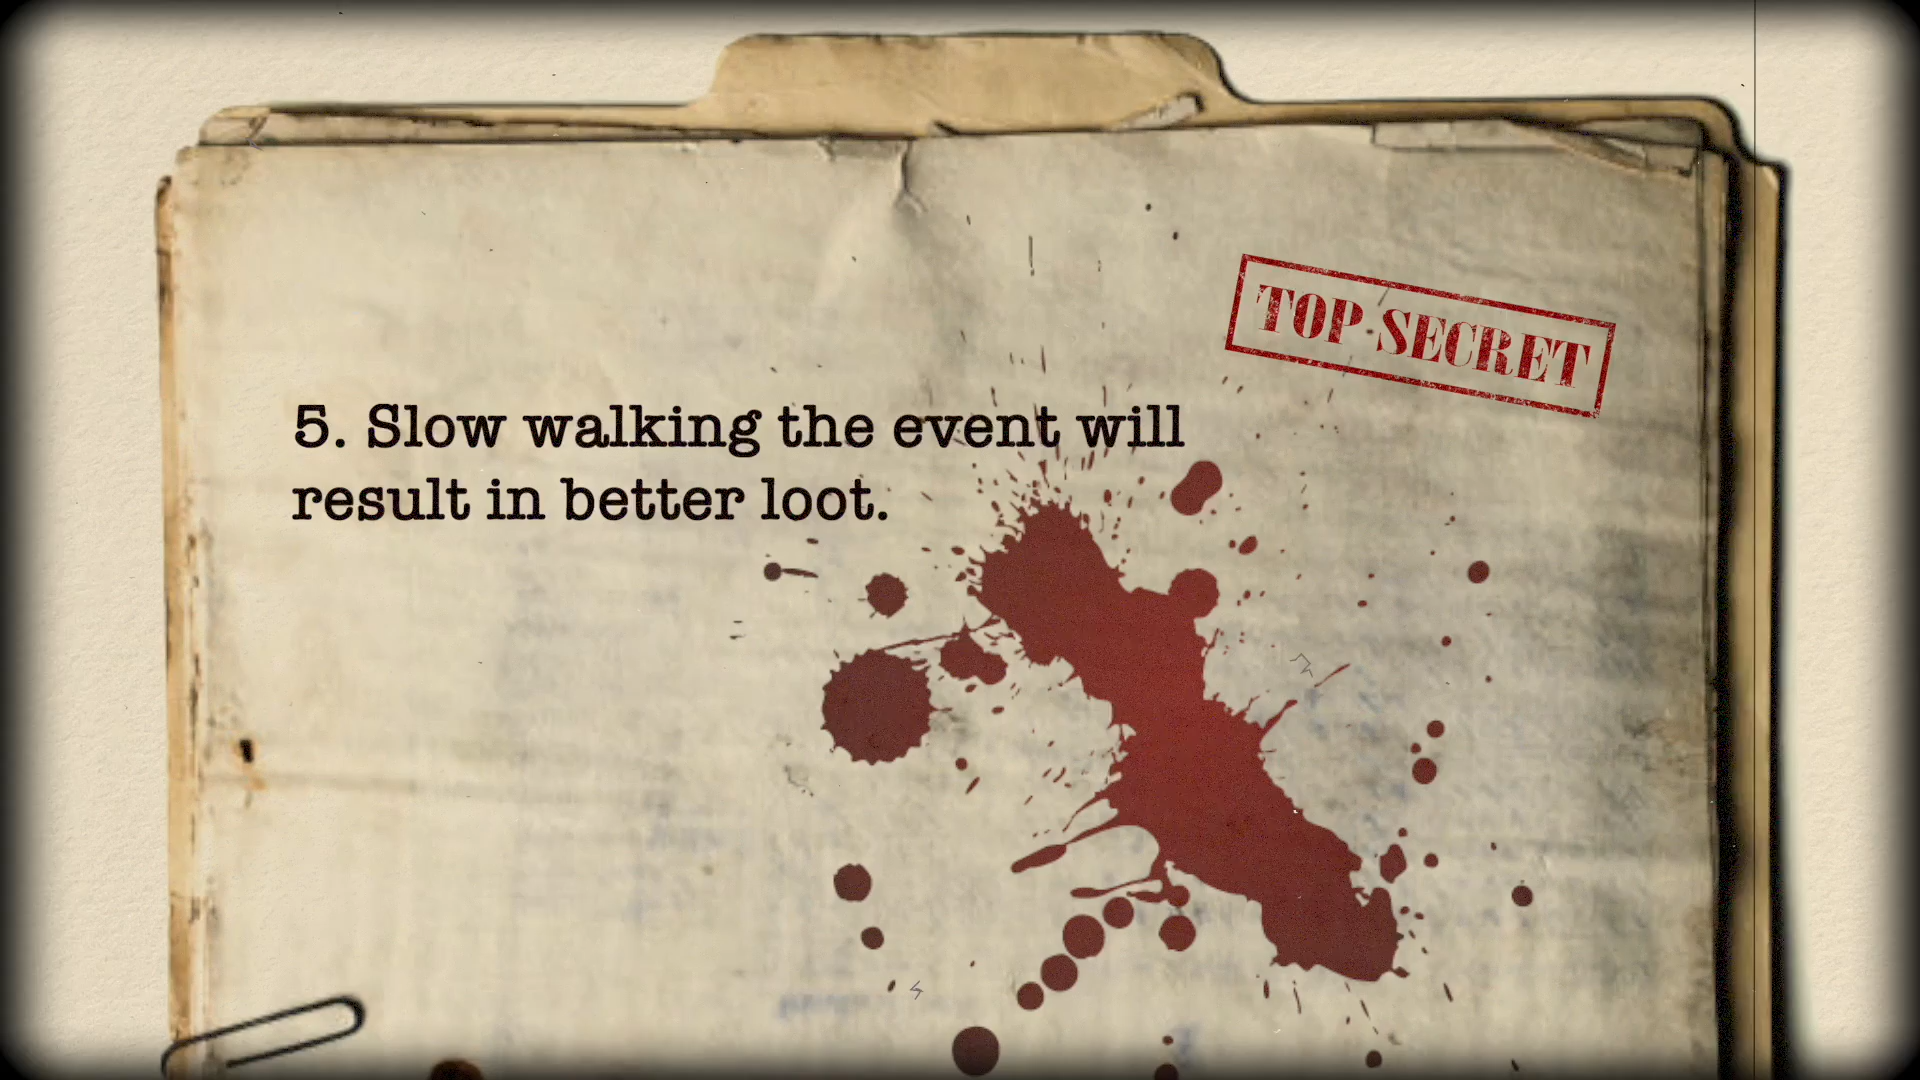 TOP SECRET
5. Slow walking the event will
result in better loot.